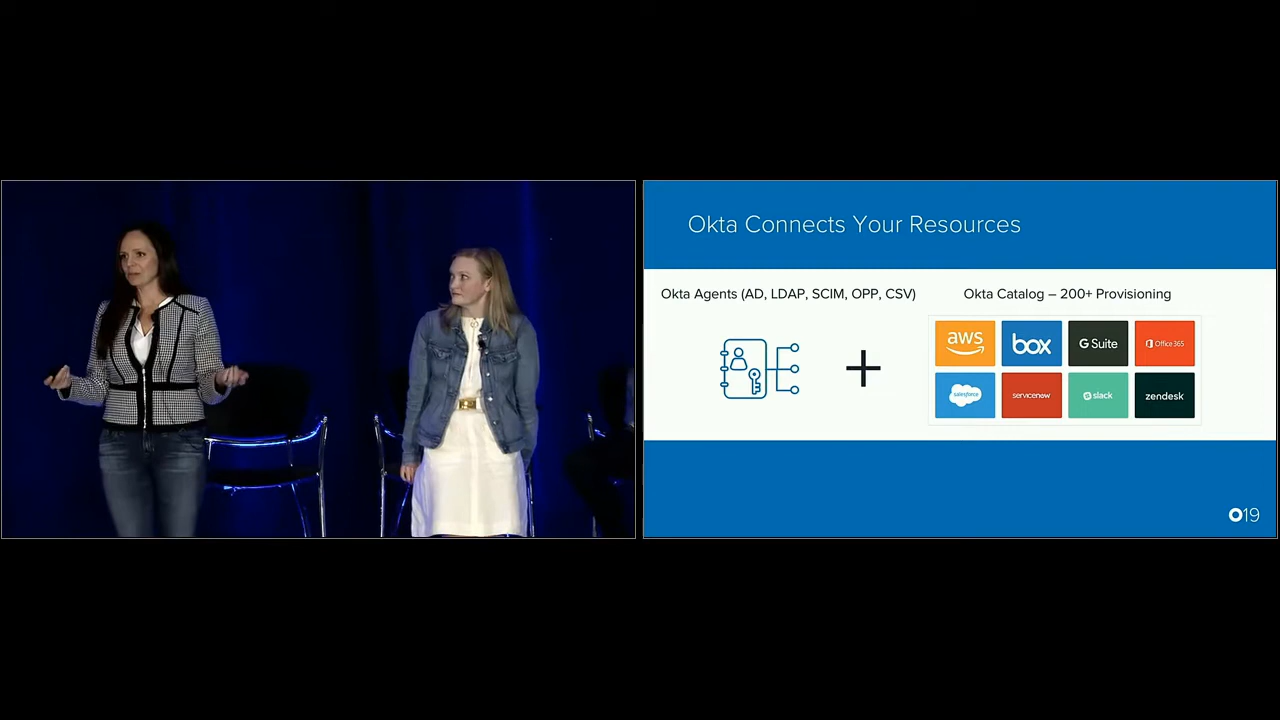 Okta Connects Your Resources
Okta Agents (AD, LDAP, SCIM, OPP, CSV)
Okta Catalog – 200+ Provisioning
aws
box
G Suite
Office 365
salesforce
servicenow
slack
zendesk
O19